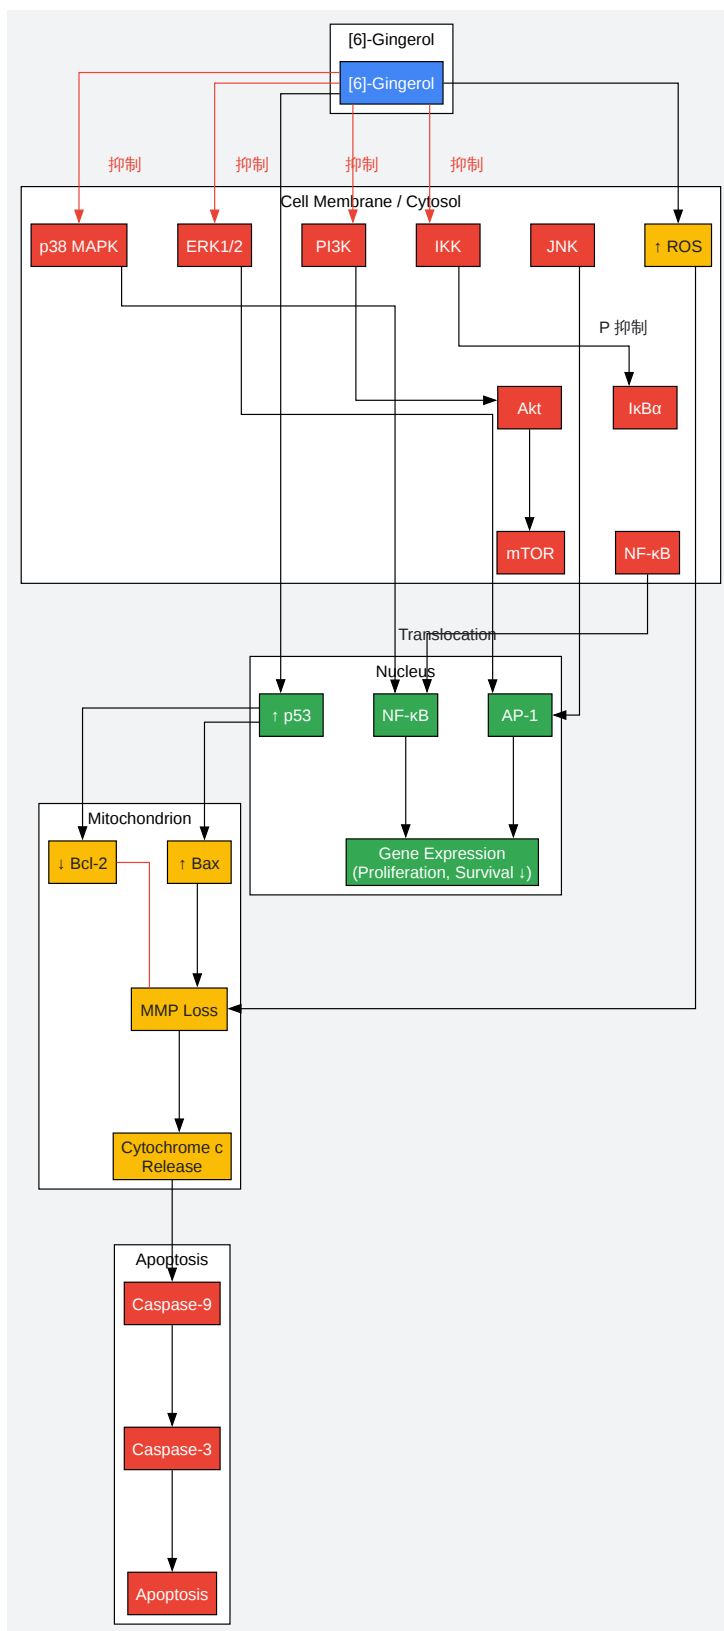 [6]-Gingerol
[6]-Gingerol
抑制
抑制
抑制
抑制
Cell Membrane / Cytosol
p38 MAPK
ERK1/2
PI3K
IKK
JNK
↑ ROS
P 抑制
Akt
IκBα
mTOR
NF-κB
Translocation
Nucleus
↑ p53
NF-κB
AP-1
Mitochondrion
↓ Bcl-2
↑ Bax
Gene Expression
(Proliferation, Survival ↓)
MMP Loss
Cytochrome c
Release
Apoptosis
Caspase-9
Caspase-3
Apoptosis